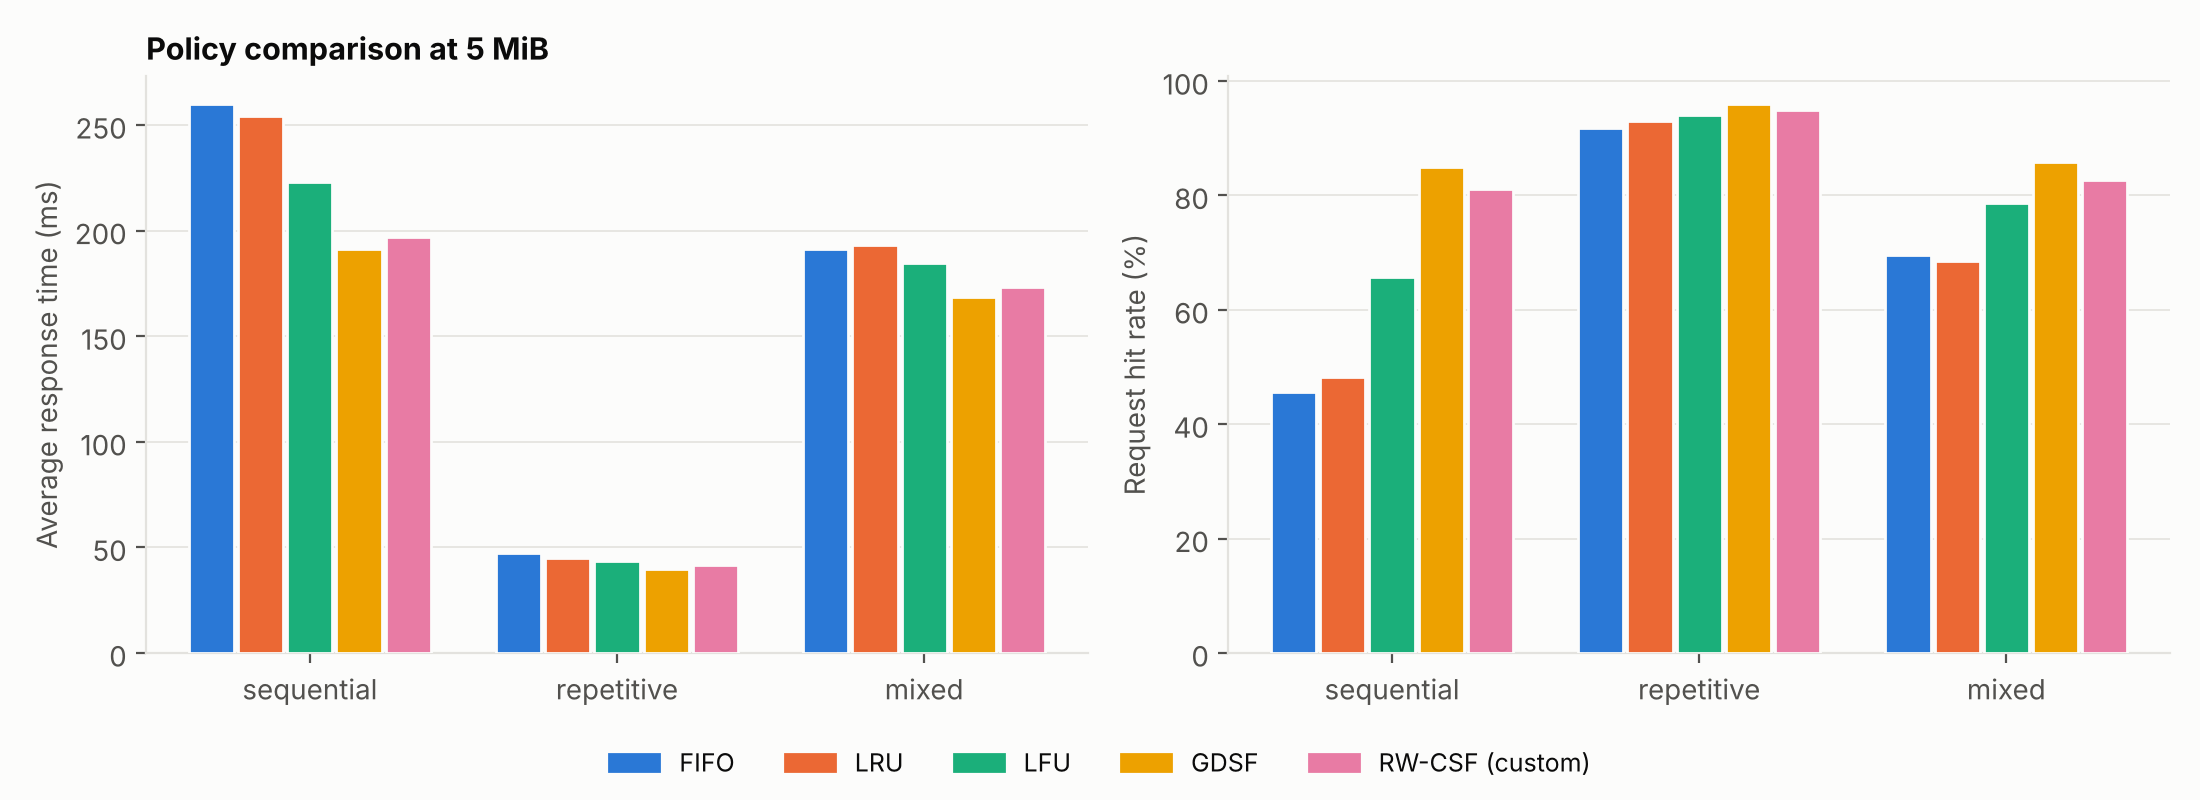 Policy comparison at 5 MiB
Average response time (ms)
250
200
150
100
50
0
sequential repetitive mixed
Request hit rate (%)
100
80
60
40
20
0
sequential repetitive mixed
FIFO LRU LFU GDSF RW-CSF (custom)